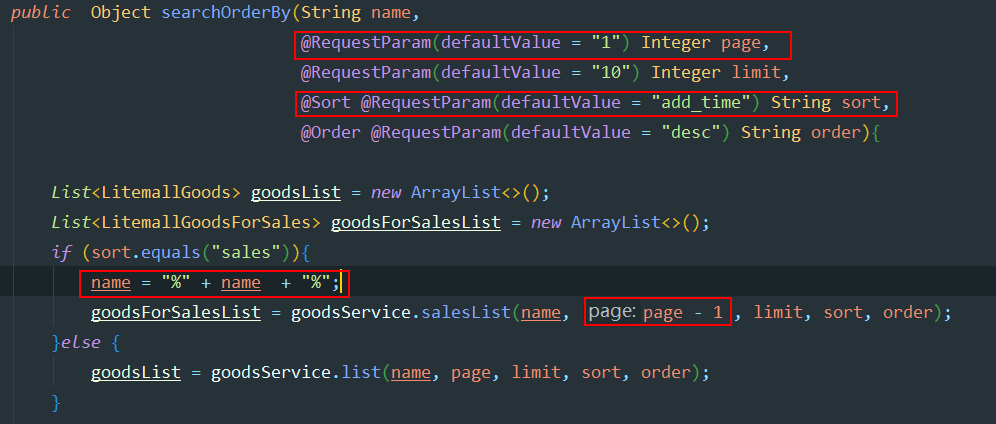 public Object searchOrderBy(String name,
@RequestParam(defaultValue = "1") Integer page,
@RequestParam(defaultValue = "10") Integer limit,
@Sort @RequestParam(defaultValue = "add_time") String sort,
@Order @RequestParam(defaultValue = "desc") String order){
List<LitemallGoods> goodsList = new ArrayList<>();
List<LitemallGoodsForSales> goodsForSalesList = new ArrayList<>();
if (sort.equals("sales")){
name = "%" + name + "%";
goodsForSalesList = goodsService.salesList(name, page: page - 1 , limit, sort, order);
}else {
goodsList = goodsService.list(name, page, limit, sort, order);
}